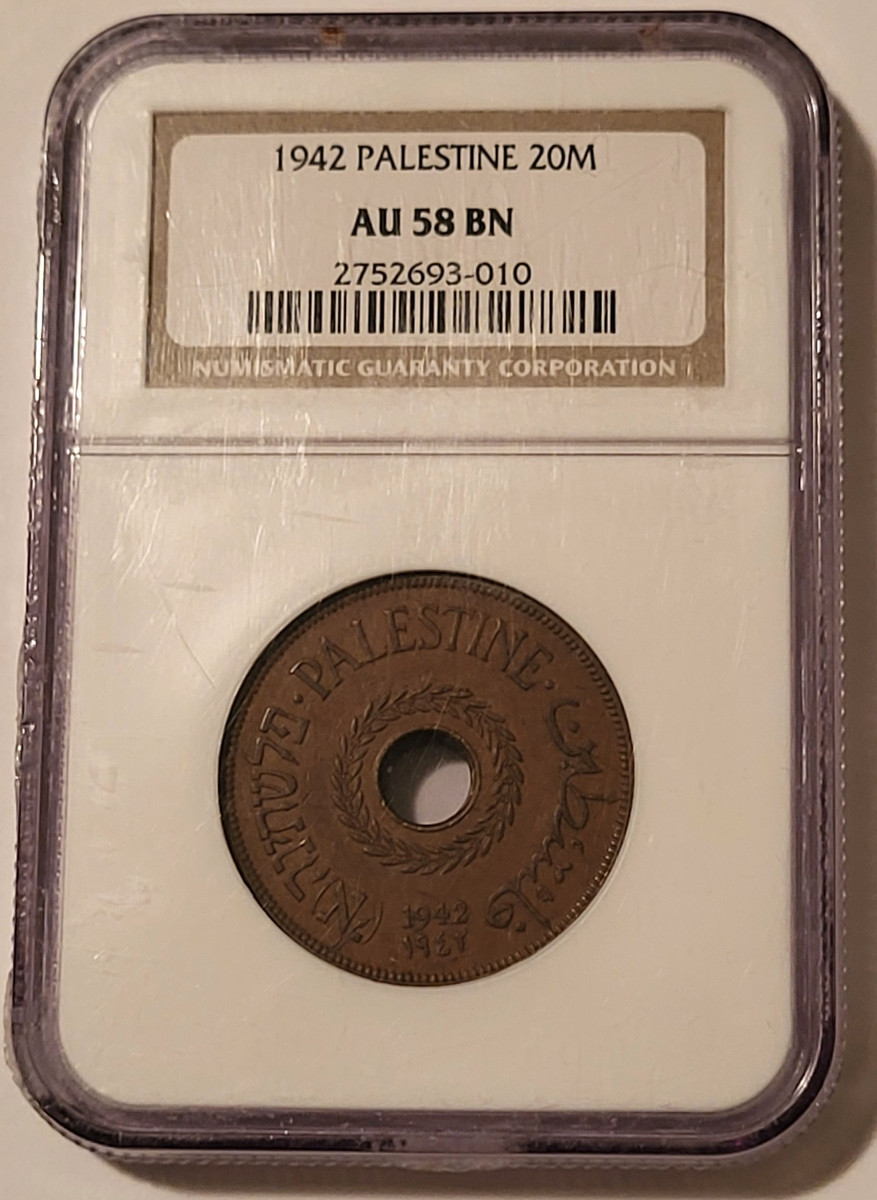 1942 PALESTINE 20M
AU 58 BN
2752693-010
NUMISMATIC GUARANTY CORPORATION
· PALESTINE ·
פלשתינה (א״י)
فلسطين
1942
١٩٤٢